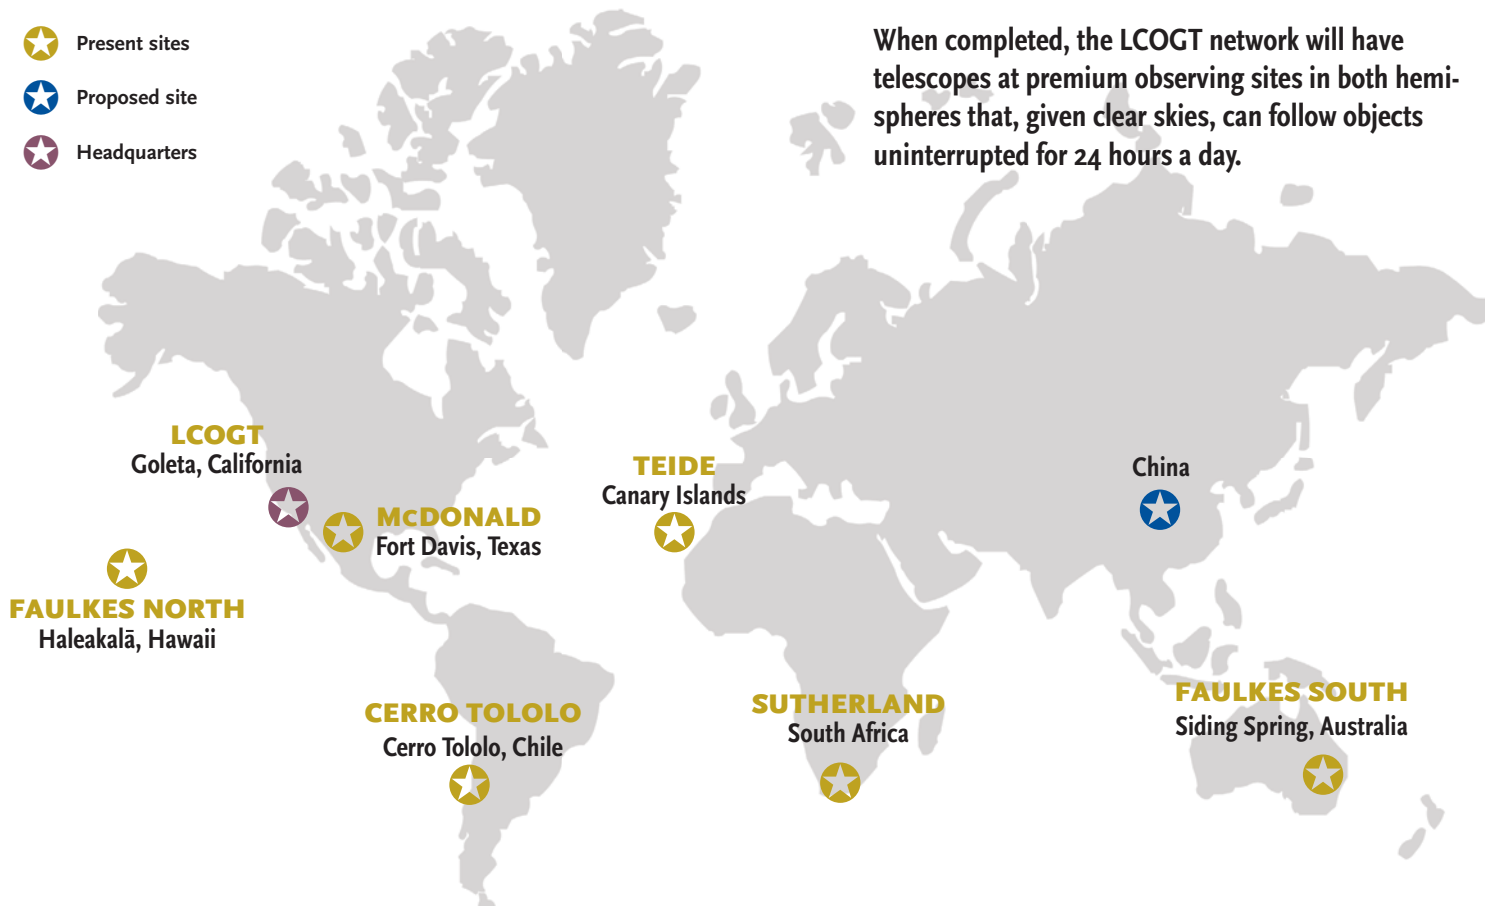 Present sites
Proposed site
Headquarters
When completed, the LCOGT network will have
telescopes at premium observing sites in both hemi-
spheres that, given clear skies, can follow objects
uninterrupted for 24 hours a day.
LCOGT
Goleta, California
McDONALD
Fort Davis, Texas
TEIDE
Canary Islands
China
FAULKES NORTH
Haleakalā, Hawaii
CERRO TOLOLO
Cerro Tololo, Chile
SUTHERLAND
South Africa
FAULKES SOUTH
Siding Spring, Australia